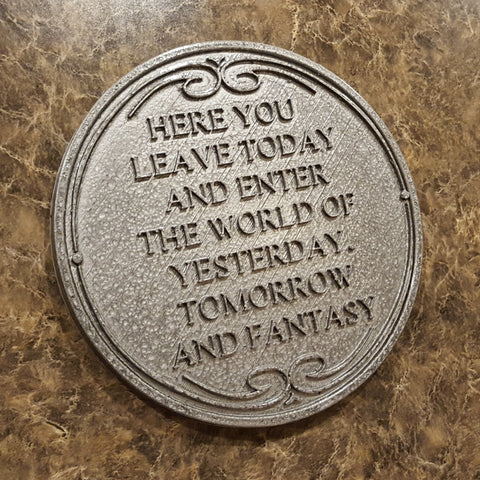 HERE YOU
LEAVE TODAY
AND ENTER
THE WORLD OF
YESTERDAY.
TOMORROW
AND FANTASY